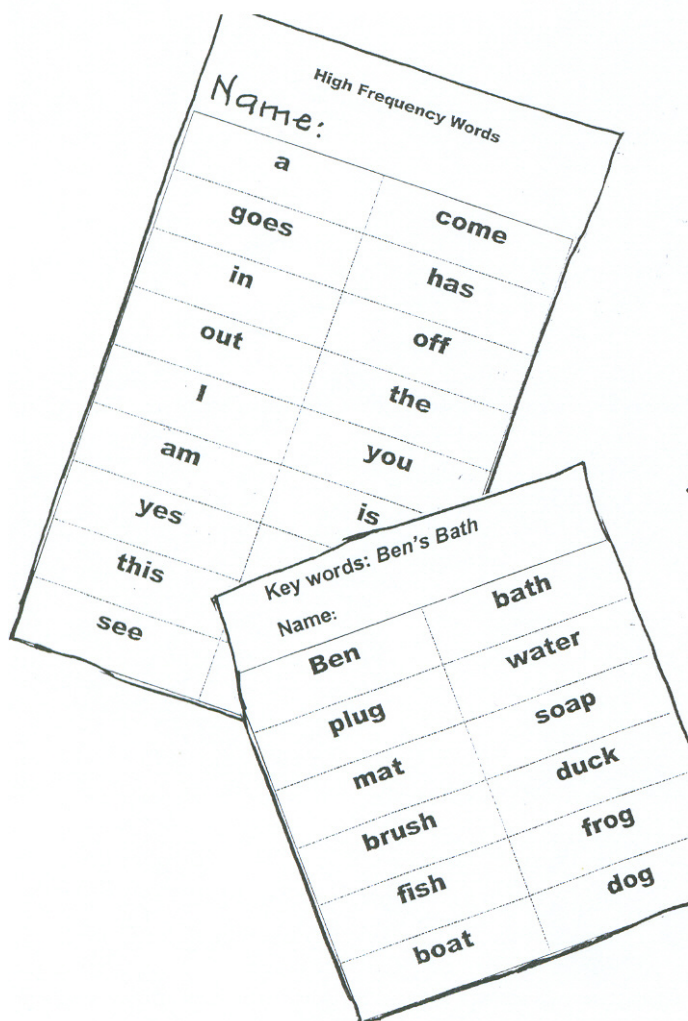 High Frequency Words
Name:
a come
goes has
in off
out the
I you
am is
yes
this
see
Key words: Ben's Bath
Name:
Ben bath
plug water
mat soap
brush duck
fish frog
boat dog